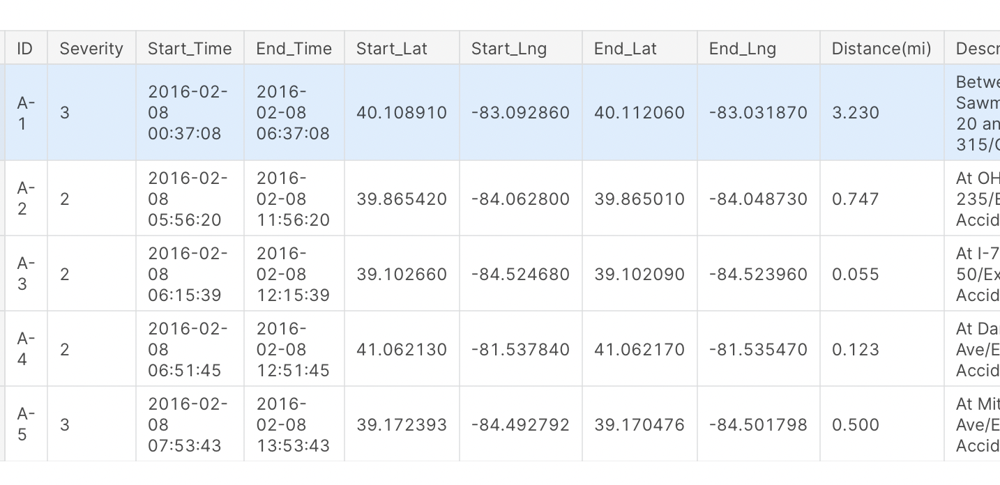 ID Severity Start_Time End_Time Start_Lat Start_Lng End_Lat End_Lng Distance(mi) Descr
A-
1
3
2016-02-
08
00:37:08
2016-
02-08
06:37:08
40.108910 -83.092860 40.112060 -83.031870 3.230
Betwe
Sawm
20 an
315/
A-
2
2
2016-02-
08
05:56:20
2016-
02-08
11:56:20
39.865420 -84.062800 39.865010 -84.048730 0.747
At OH
235/E
Accid
A-
3
2
2016-02-
08
06:15:39
2016-
02-08
12:15:39
39.102660 -84.524680 39.102090 -84.523960 0.055
At I-7
50/Ex
Accid
A-
4
2
2016-02-
08
06:51:45
2016-
02-08
12:51:45
41.062130 -81.537840 41.062170 -81.535470 0.123
At Dar
Ave/E
Accid
A-
5
3
2016-02-
08
07:53:43
2016-
02-08
13:53:43
39.172393 -84.492792 39.170476 -84.501798 0.500
At Mit
Ave/E
Accid